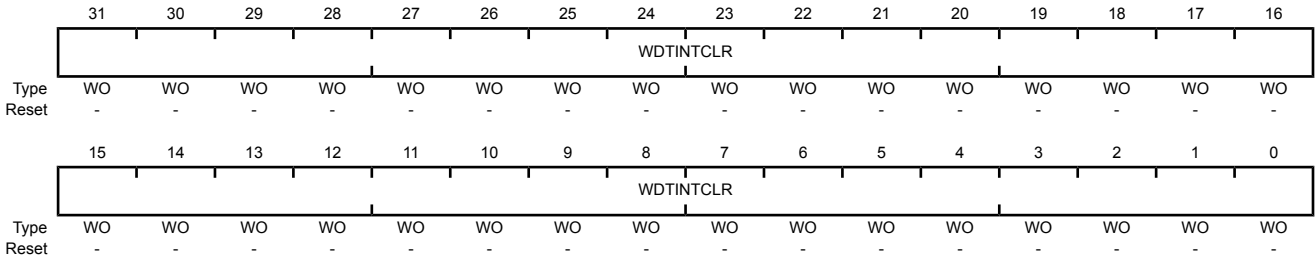 31 30 29 28 27 26 25 24 23 22 21 20 19 18 17 16
WDTINTCLR
Type WO WO WO WO WO WO WO WO WO WO WO WO WO WO WO WO
Reset - - - - - - - - - - - - - - - -
15 14 13 12 11 10 9 8 7 6 5 4 3 2 1 0
WDTINTCLR
Type WO WO WO WO WO WO WO WO WO WO WO WO WO WO WO WO
Reset - - - - - - - - - - - - - - - -